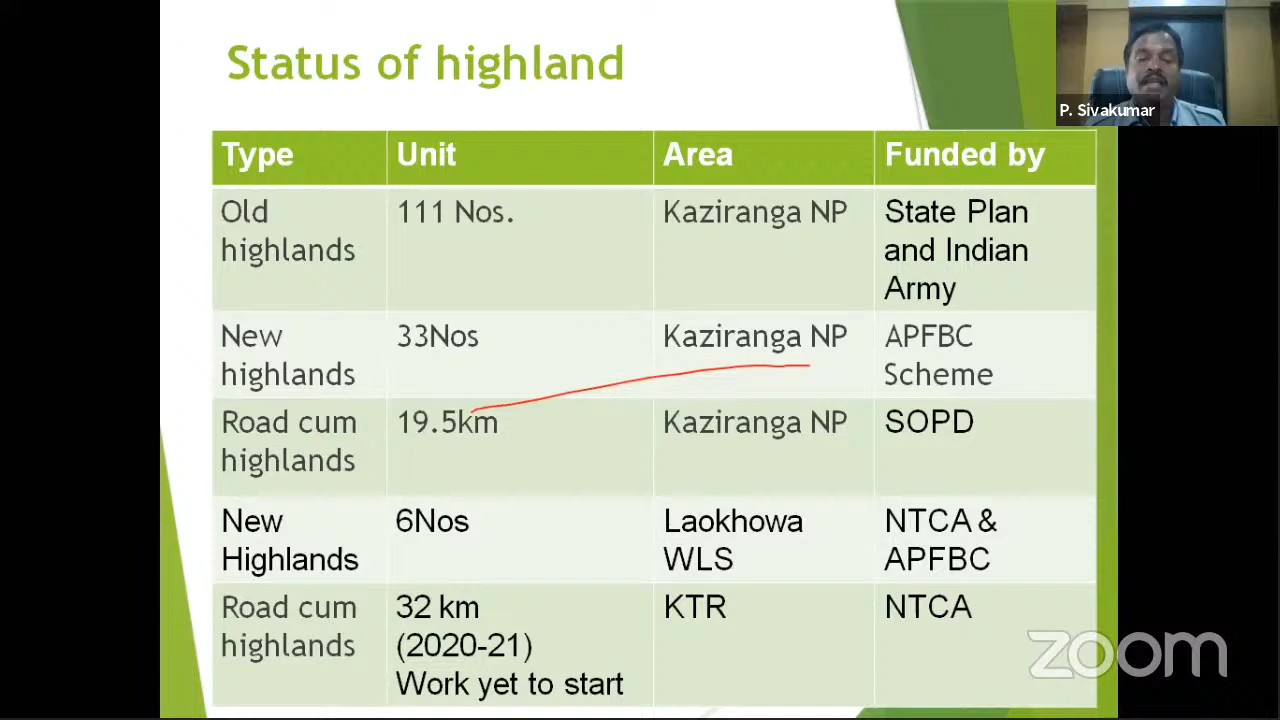 Status of highland
P. Sivakumar
Type Unit Area Funded by
Old 111 Nos. Kaziranga NP State Plan
highlands and Indian
Army
New 33Nos Kaziranga NP APFBC
highlands Scheme
Road cum 19.5km Kaziranga NP SOPD
highlands
New 6Nos Laokhowa NTCA &
Highlands WLS APFBC
Road cum 32 km KTR NTCA
highlands (2020-21)
Work yet to start
zoom